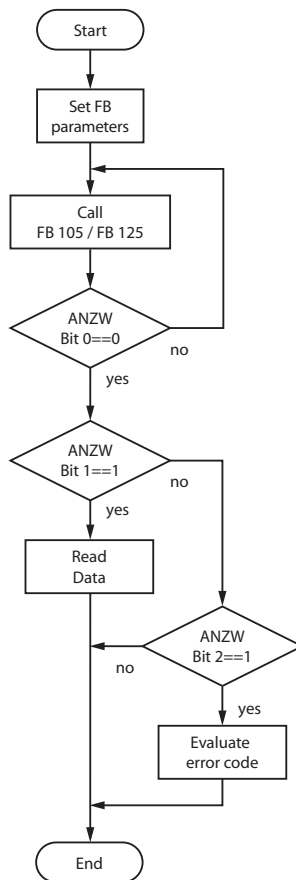 Start
Set FB
parameters
Call
FB 105 / FB 125
ANZW
Bit 0==0
no
yes
ANZW
Bit 1==1
no
yes
Read
Data
ANZW
Bit 2==1
no
yes
Evaluate
error code
End